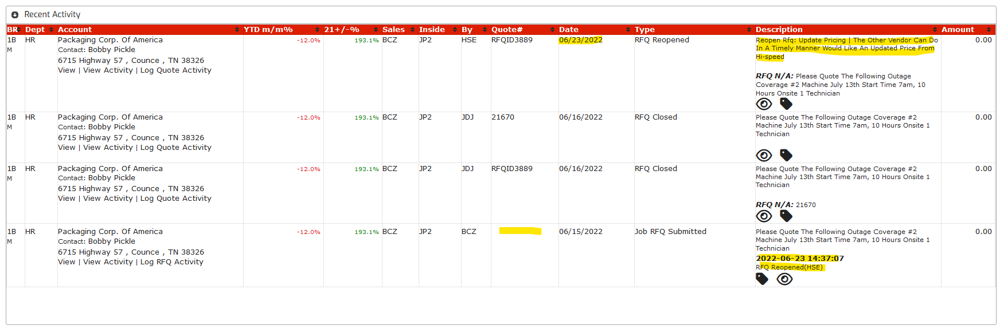 Recent Activity
BR Dept Account YTD m/m% 21+/-% Sales Inside By Quote# Date Type Description Amount
1B HR Packaging Corp. Of America -12.0% 193.1% BCZ JP2 HSE RFQID3889 06/23/2022 RFQ Reopened Reopen Rfq: Update Pricing | The Other Vendor Can Do 0.00
M Contact: Bobby Pickle In A Timely Manner Would Like An Updated Price From
6715 Highway 57 , Counce , TN 38326 Hi-speed
View | View Activity | Log Quote Activity
RFQ N/A: Please Quote The Following Outage
Coverage #2 Machine July 13th Start Time 7am, 10
Hours Onsite 1 Technician
1B HR Packaging Corp. Of America -12.0% 193.1% BCZ JP2 JDJ 21670 06/16/2022 RFQ Closed Please Quote The Following Outage Coverage #2 0.00
M Contact: Bobby Pickle Machine July 13th Start Time 7am, 10 Hours Onsite 1
6715 Highway 57 , Counce , TN 38326 Technician
View | View Activity | Log Quote Activity
1B HR Packaging Corp. Of America -12.0% 193.1% BCZ JP2 JDJ RFQID3889 06/16/2022 RFQ Closed Please Quote The Following Outage Coverage #2 0.00
M Contact: Bobby Pickle Machine July 13th Start Time 7am, 10 Hours Onsite 1
6715 Highway 57 , Counce , TN 38326 Technician
View | View Activity | Log Quote Activity
RFQ N/A: 21670
1B HR Packaging Corp. Of America -12.0% 193.1% BCZ JP2 BCZ 06/15/2022 Job RFQ Submitted Please Quote The Following Outage Coverage #2 0.00
M Contact: Bobby Pickle Machine July 13th Start Time 7am, 10 Hours Onsite 1
6715 Highway 57 , Counce , TN 38326 Technician
View | View Activity | Log RFQ Activity 2022-06-23 14:37:07
RFQ Reopened(HSE)